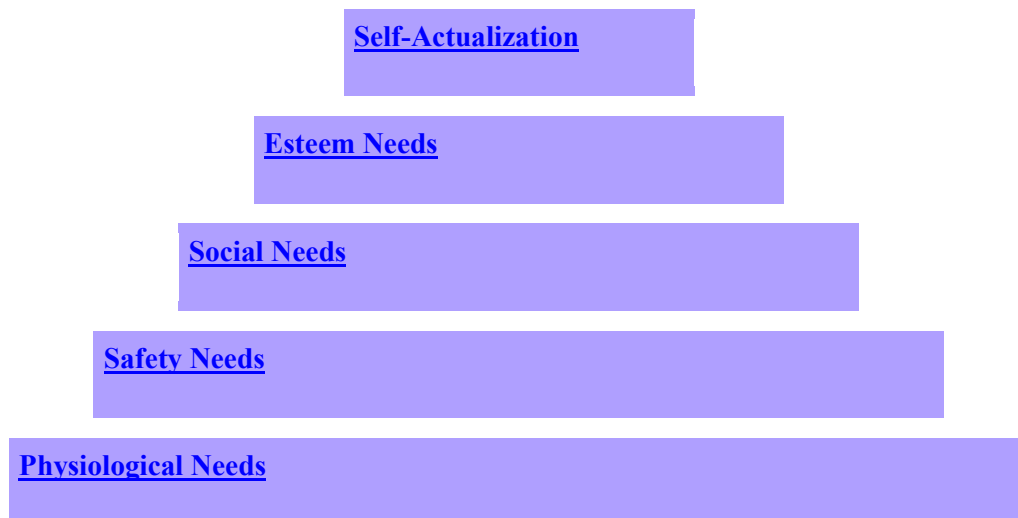 Self-Actualization
Esteem Needs
Social Needs
Safety Needs
Physiological Needs